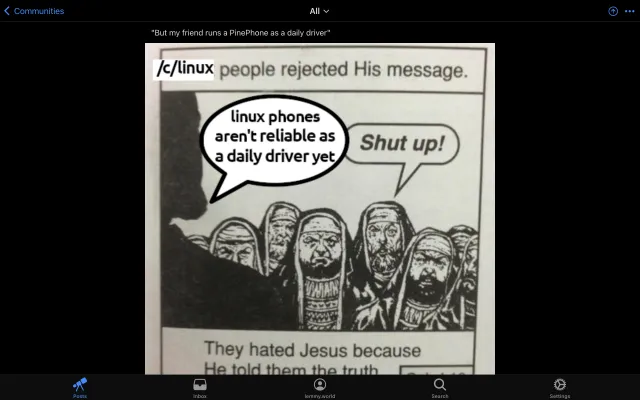 Communities
All
"But my friend runs a PinePhone as a daily driver"
/c/linux people rejected His message.
linux phones
aren't reliable as
a daily driver yet
Shut up!
They hated Jesus because
He told them the truth
Posts
Inbox
lemmy.world
Search
Settings